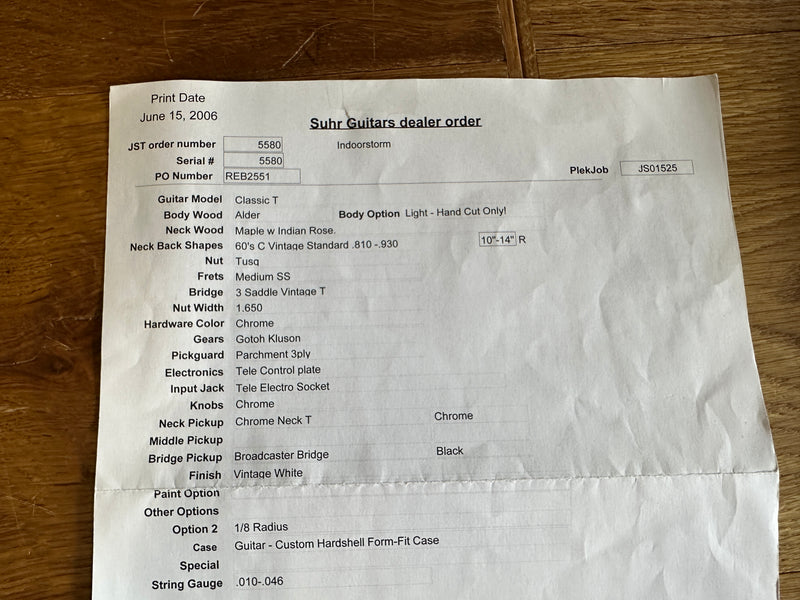 Print Date
June 15, 2006
Suhr Guitars dealer order
JST order number 5580 Indoorstorm
Serial # 5580
PO Number REB2551
PlekJob JS01525
Guitar Model Classic T
Body Wood Alder Body Option Light - Hand Cut Only!
Neck Wood Maple w Indian Rose.
Neck Back Shapes 60's C Vintage Standard .810 -.930 10"-14" R
Nut Tusq
Frets Medium SS
Bridge 3 Saddle Vintage T
Nut Width 1.650
Hardware Color Chrome
Gears Gotoh Kluson
Pickguard Parchment 3ply
Electronics Tele Control plate
Input Jack Tele Electro Socket
Knobs Chrome
Neck Pickup Chrome Neck T Chrome
Middle Pickup
Bridge Pickup Broadcaster Bridge Black
Finish Vintage White
Paint Option
Other Options
Option 2 1/8 Radius
Case Guitar - Custom Hardshell Form-Fit Case
Special
String Gauge .010-.046